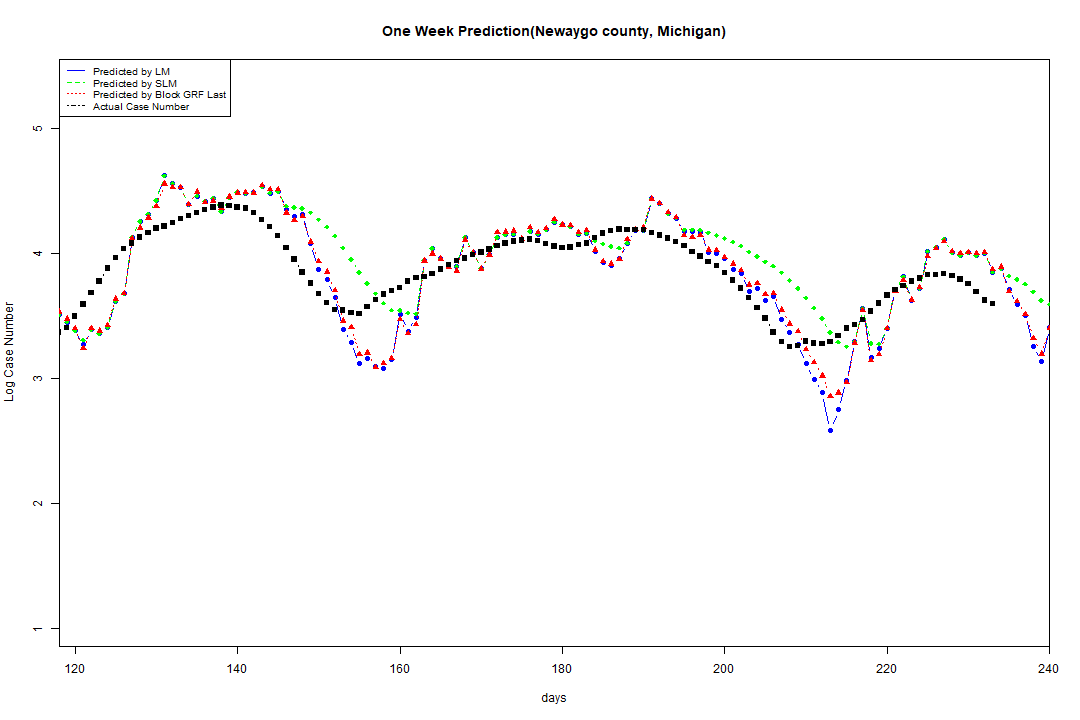 One Week Prediction(Newaygo county, Michigan)
Predicted by LM
Predicted by SLM
Predicted by Block GRF Last
Actual Case Number
5
4
3
2
1
Log Case Number
120 140 160 180 200 220 240
days